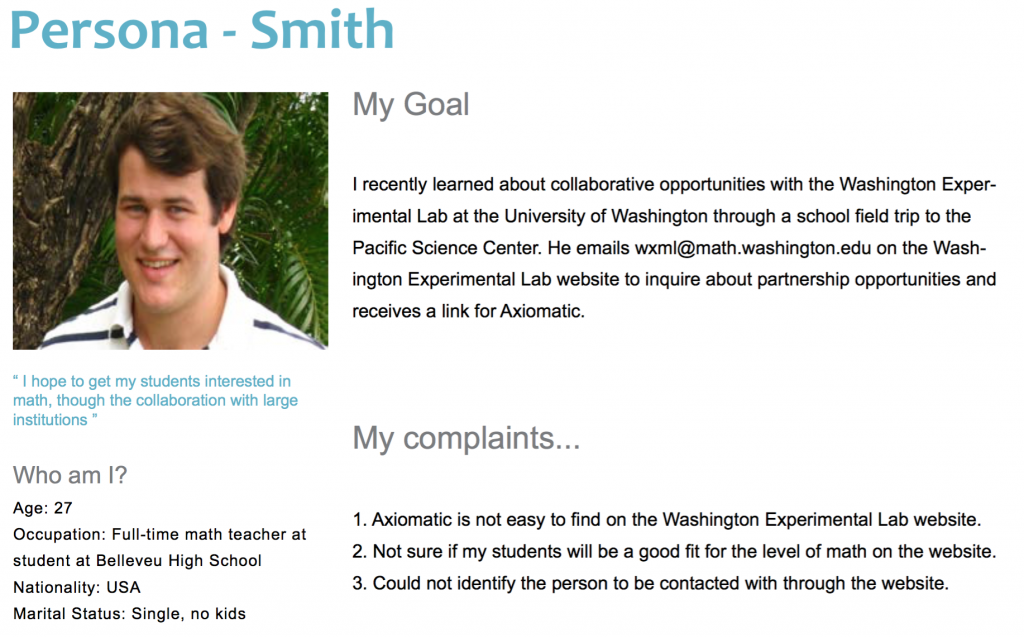 Persona - Smith
My Goal
I recently learned about collaborative opportunities with the Washington Exper-
imental Lab at the University of Washington through a school field trip to the
Pacific Science Center. He emails wxml@math.washington.edu on the Wash-
ington Experimental Lab website to inquire about partnership opportunities and
receives a link for Axiomatic.
“ I hope to get my students interested in
math, though the collaboration with large
institutions ”
Who am I?
Age: 27
Occupation: Full-time math teacher at
student at Belleveu High School
Nationality: USA
Marital Status: Single, no kids
My complaints...
1. Axiomatic is not easy to find on the Washington Experimental Lab website.
2. Not sure if my students will be a good fit for the level of math on the website.
3. Could not identify the person to be contacted with through the website.